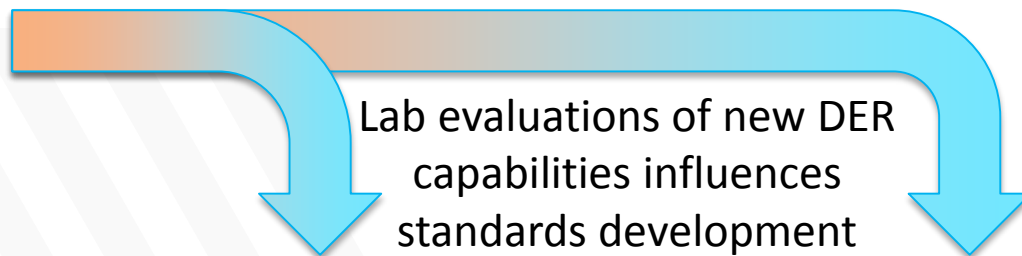 Lab evaluations of new DER
capabilities influences
standards development